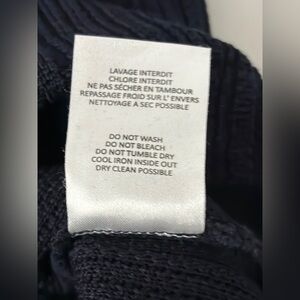 LAVAGE INTERDIT
CHLORE INTERDIT
NE PAS SÉCHER EN TAMBOUR
REPASSAGE FROID SUR L' ENVERS
NETTOYAGE A SEC POSSIBLE
DO NOT WASH
DO NOT BLEACH
DO NOT TUMBLE DRY
COOL IRON INSIDE OUT
DRY CLEAN POSSIBLE